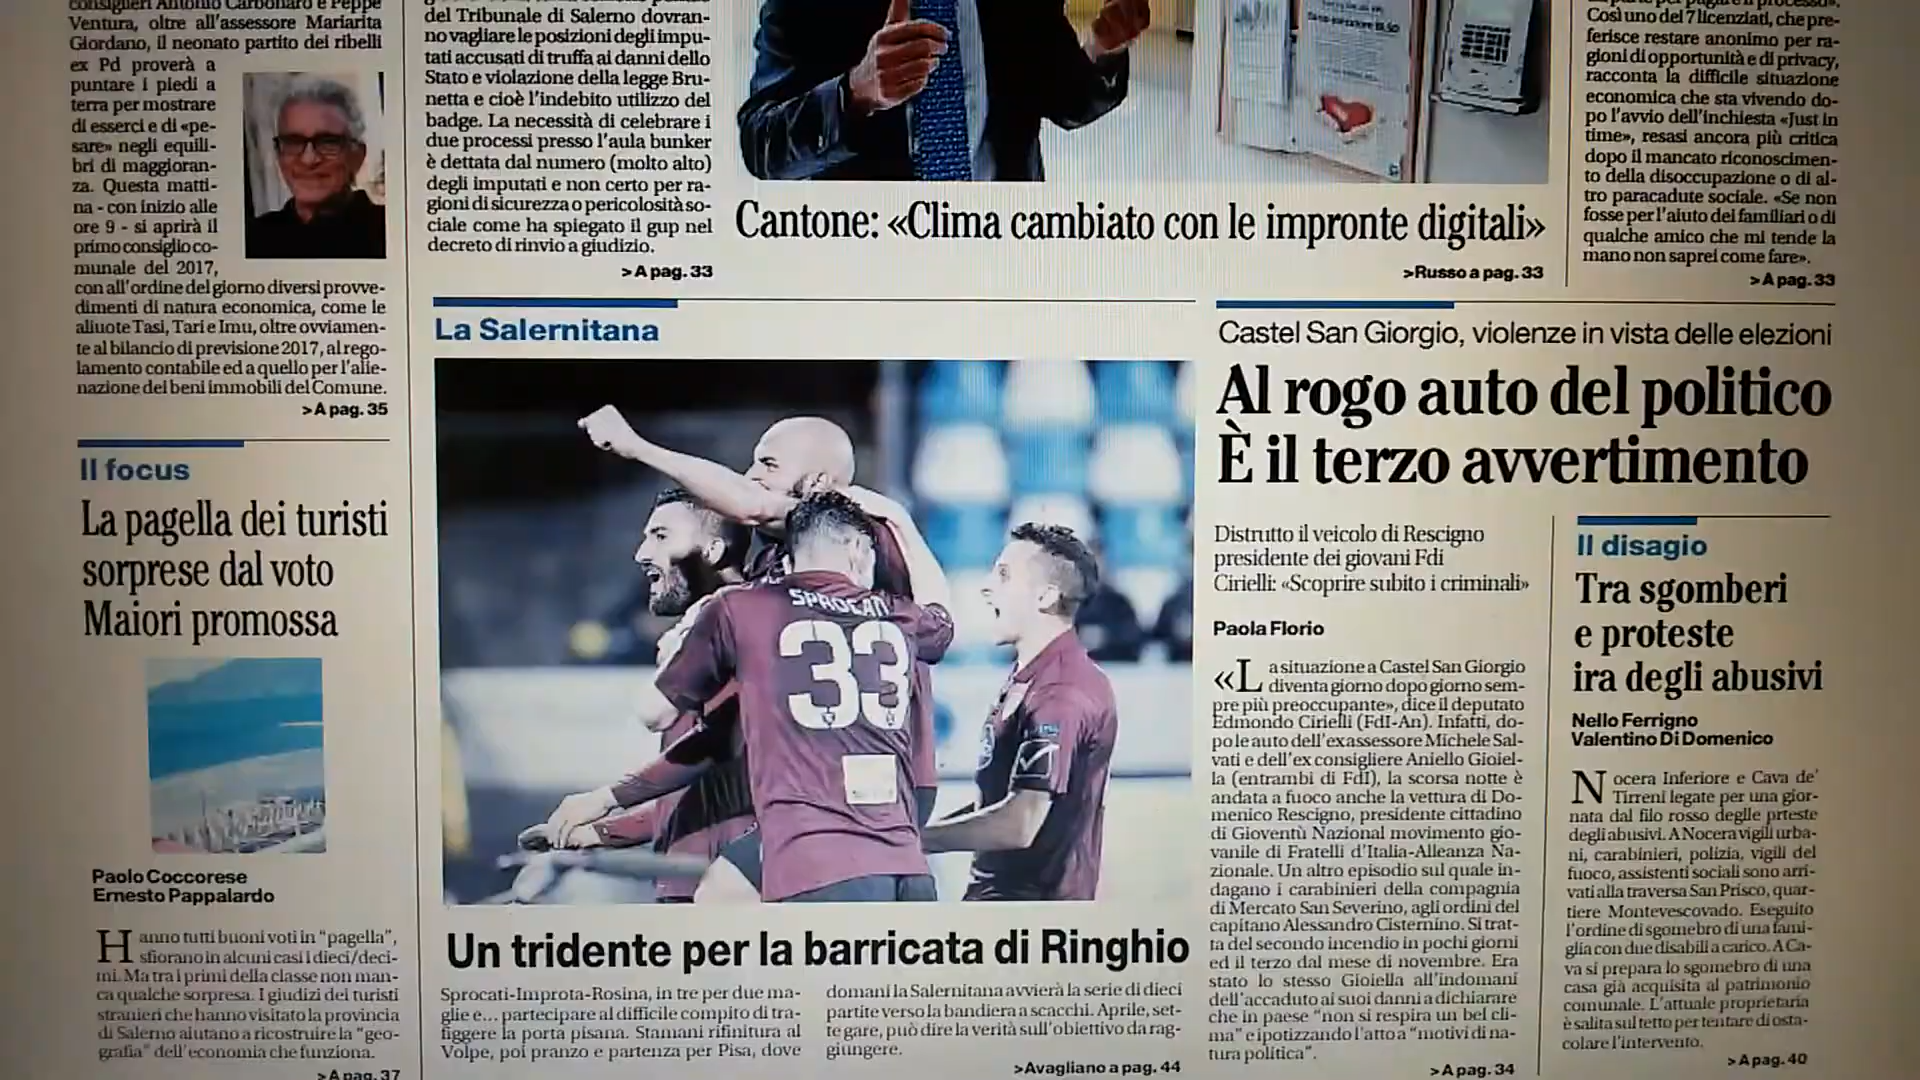 consiglieri Antonio Carbonaro e Peppe
Ventura, oltre all'assessore Mariarita
Giordano, il neonato partito dei ribelli
ex Pd proverà a
puntare i piedi a
terra per mostrare
di esserci e di «pe-
sare» negli equili-
bri di maggioran-
za. Questa matti-
na - con inizio alle
ore 9 - si aprirà il
primo consiglio co-
munale del 2017,
con all'ordine del giorno diversi provve-
dimenti di natura economica, come le
aliuote Tasi, Tari e Imu, oltre ovviamen-
te al bilancio di previsione 2017, al rego-
lamento contabile ed a quello per l'alie-
nazione dei beni immobili del Comune.
>A pag. 35
Il focus
La pagella dei turisti
sorprese dal voto
Maiori promossa
Paolo Coccorese
Ernesto Pappalardo
Hanno tutti buoni voti in "pagella",
sfiorano in alcuni casi i dieci/deci-
mi. Ma tra i primi della classe non man-
ca qualche sorpresa. I giudizi dei turisti
stranieri che hanno visitato la provincia
di Salerno aiutano a ricostruire la "geo-
grafia" dell'economia che funziona.
>A pag. 37
del Tribunale di Salerno dovran-
no vagliare le posizioni degli impu-
tati accusati di truffa ai danni dello
Stato e violazione della legge Bru-
netta e cioè l'indebito utilizzo del
badge. La necessità di celebrare i
due processi presso l'aula bunker
è dettata dal numero (molto alto)
degli imputati e non certo per ra-
gioni di sicurezza o pericolosità so-
ciale come ha spiegato il gup nel
decreto di rinvio a giudizio.
>A pag. 33
Cantone: «Clima cambiato con le impronte digitali»
>Russo a pag. 33
Così uno dei 7 licenziati, che pre-
ferisce restare anonimo per ra-
gioni di opportunità e di privacy,
racconta la difficile situazione
economica che sta vivendo do-
po l'avvio dell'inchiesta «Just in
time», resasi ancora più critica
dopo il mancato riconoscimen-
to della disoccupazione o di al-
tro paracadute sociale. «Se non
fosse per l'aiuto dei familiari o di
qualche amico che mi tende la
mano non saprei come fare».
>A pag. 33
La Salernitana
SPROCATI
33
Un tridente per la barricata di Ringhio
Sprocati-Improta-Rosina, in tre per due ma-
glie e... partecipare al difficile compito di tra-
figgere la porta pisana. Stamani rifinitura al
Volpe, poi pranzo e partenza per Pisa, dove
domani la Salernitana avvierà la serie di dieci
partite verso la bandiera a scacchi. Aprile, set-
te gare, può dire la verità sull'obiettivo da rag-
giungere.
>Avagliano a pag. 44
Castel San Giorgio, violenze in vista delle elezioni
Al rogo auto del politico
È il terzo avvertimento
Distrutto il veicolo di Rescigno
presidente dei giovani Fdi
Cirielli: «Scoprire subito i criminali»
Paola Florio
«La situazione a Castel San Giorgio
diventa giorno dopo giorno sem-
pre più preoccupante», dice il deputato
Edmondo Cirielli (FdI-An). Infatti, do-
po le auto dell'exassessore Michele Sal-
vati e dell'ex consigliere Aniello Gioiel-
la (entrambi di FdI), la scorsa notte è
andata a fuoco anche la vettura di Do-
menico Rescigno, presidente cittadino
di Gioventù Nazional movimento gio-
vanile di Fratelli d'Italia-Alleanza Na-
zionale. Un altro episodio sul quale in-
dagano i carabinieri della compagnia
di Mercato San Severino, agli ordini del
capitano Alessandro Cisternino. Si trat-
ta del secondo incendio in pochi giorni
ed il terzo dal mese di novembre. Era
stato lo stesso Gioiella all'indomani
dell'accaduto ai suoi danni a dichiarare
che in paese "non si respira un bel cli-
ma" e ipotizzando l'atto a "motivi di na-
tura politica".
>A pag. 34
Il disagio
Tra sgomberi
e proteste
ira degli abusivi
Nello Ferrigno
Valentino Di Domenico
Nocera Inferiore e Cava de'
Tirreni legate per una gior-
nata dal filo rosso deglle prteste
degli abusivi. A Nocera vigili urba-
ni, carabinieri, polizia, vigili del
fuoco, assistenti sociali sono arri-
vati alla traversa San Prisco, quar-
tiere Montevescovado. Eseguito
l'ordine di sgomebro di una fami-
glia con due disabili a carico. A Ca-
va si prepara lo sgomebro di una
casa già acquisita al patrimonio
comunale. L'attuale proprietaria
è salita sul tetto per tentare di osta-
colare l'intervento.
>A pag. 40